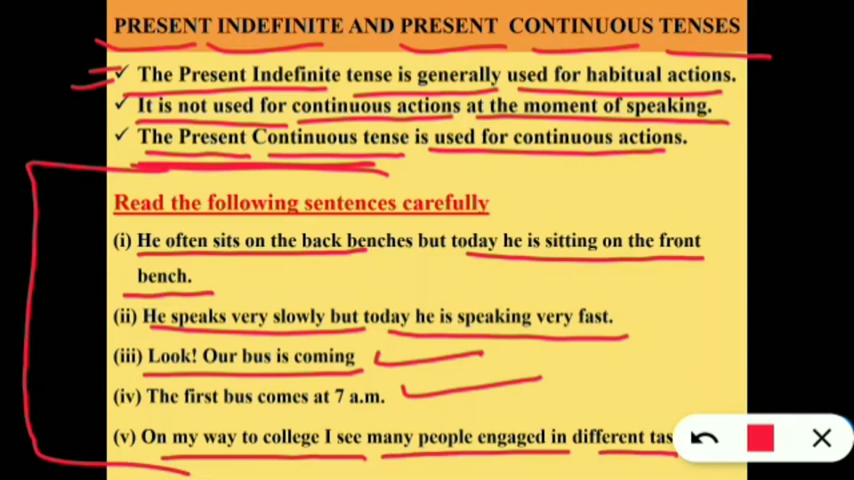 PRESENT INDEFINITE AND PRESENT CONTINUOUS TENSES
✓ The Present Indefinite tense is generally used for habitual actions.
✓ It is not used for continuous actions at the moment of speaking.
✓ The Present Continuous tense is used for continuous actions.
Read the following sentences carefully
(i) He often sits on the back benches but today he is sitting on the front
bench.
(ii) He speaks very slowly but today he is speaking very fast.
(iii) Look! Our bus is coming
(iv) The first bus comes at 7 a.m.
(v) On my way to college I see many people engaged in different